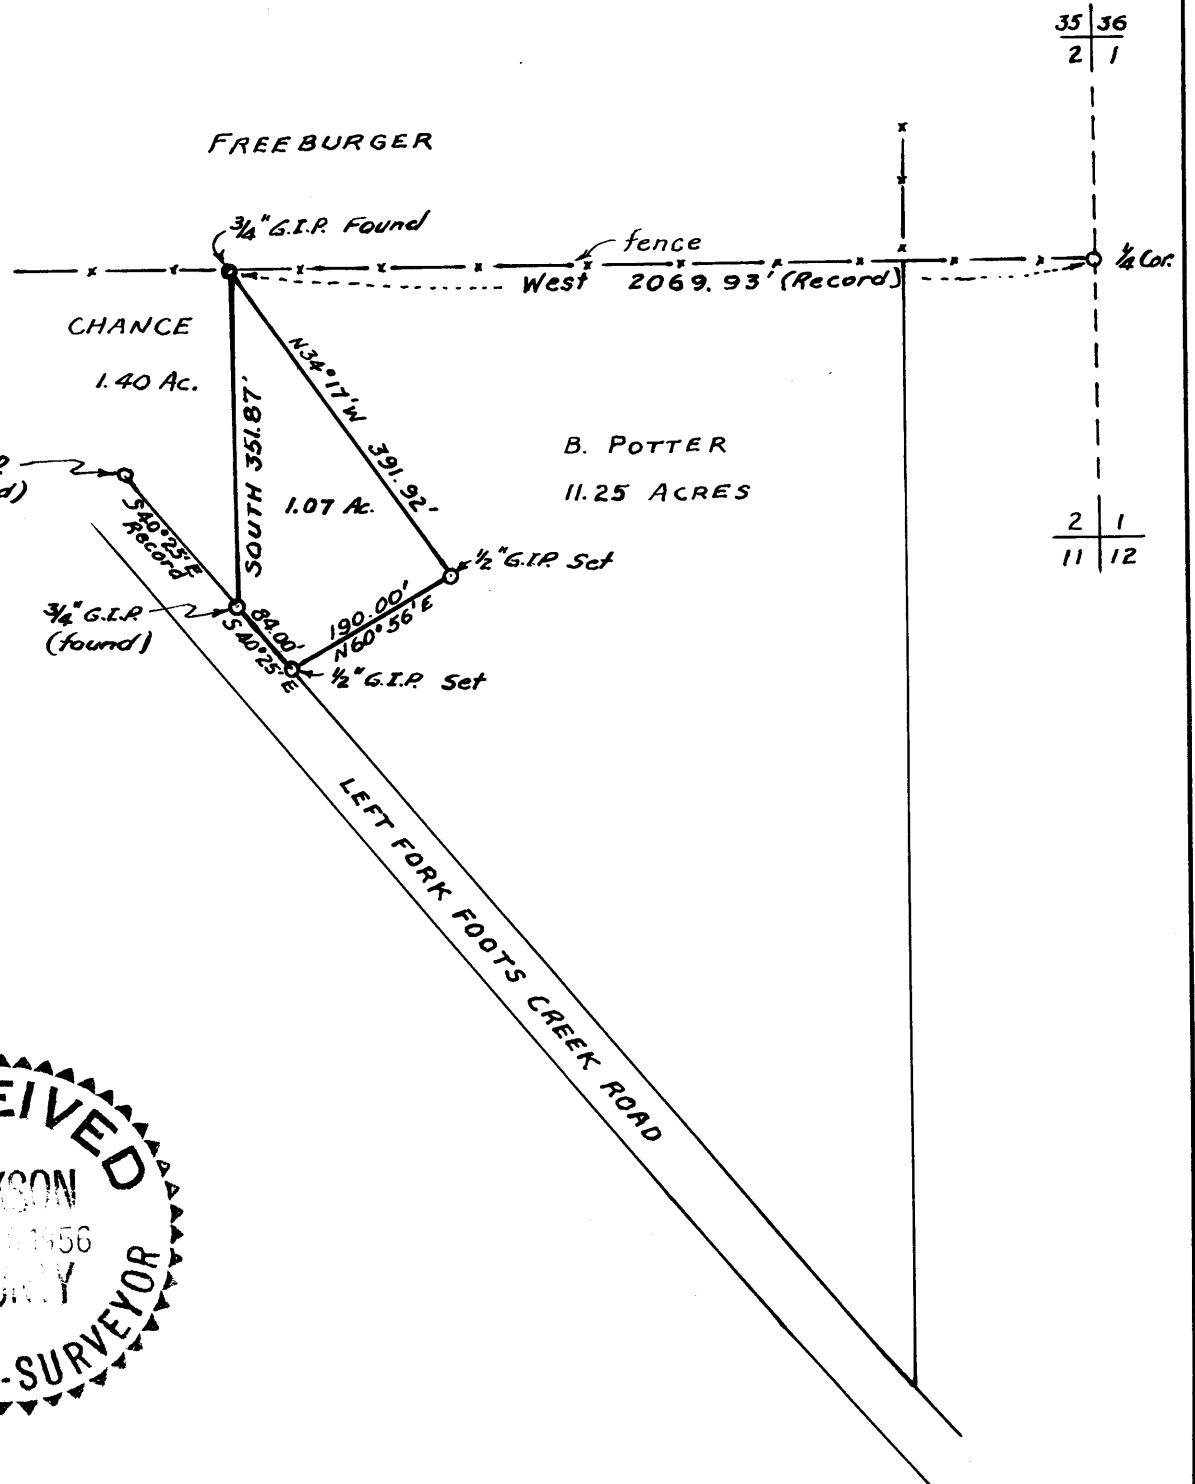 35 36
2 1
FREEBURGER
3/4" G.I.P. Found
fence
West 2069.93' (Record)
1/4 Cor.
CHANCE
1.40 Ac.
N34°17'W 391.92'
SOUTH 351.87'
1.07 Ac.
B. POTTER
11.25 ACRES
S40°25'E
Record
2 1
11 12
1/2" G.I.P. Set
3/4" G.I.P.
(found)
84.00'
S40°25'E
190.00'
N60°56'E
1/2" G.I.P. Set
LEFT FORK FOOTS CREEK ROAD
EIVED
KSON
1956
-SURVEYOR